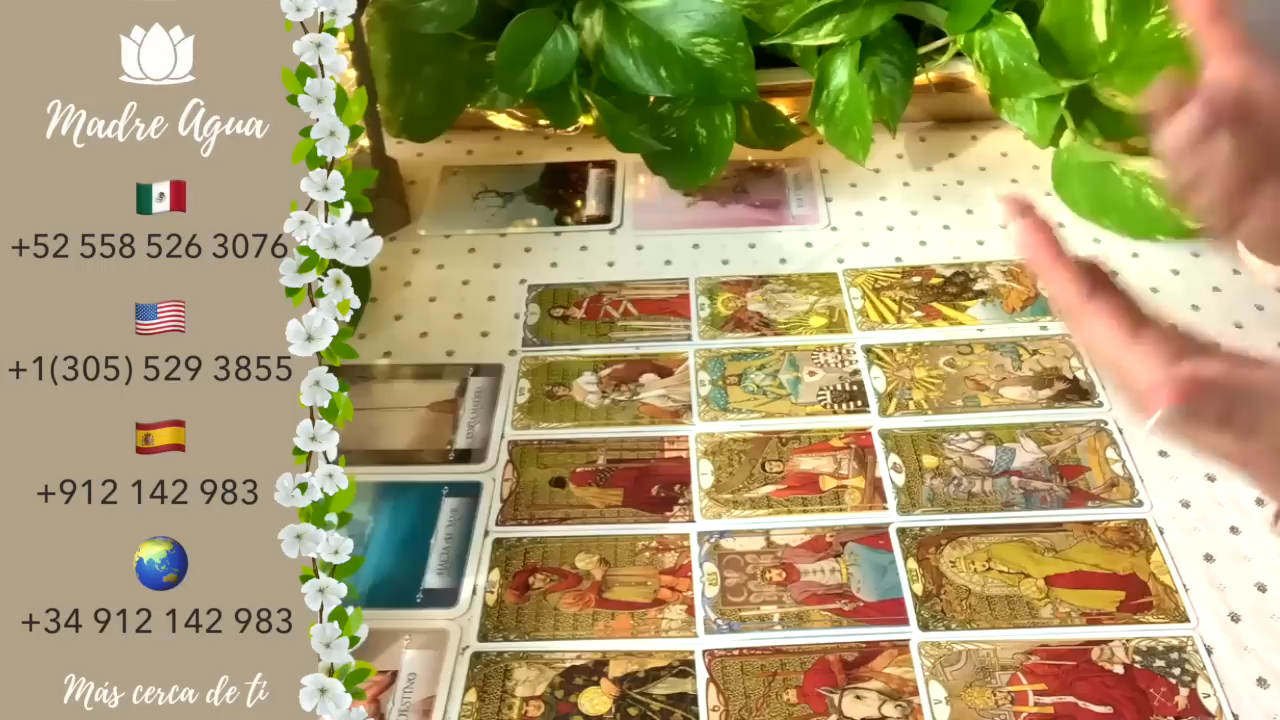 Madre Agua
+52 558 526 3076
+1(305) 529 3855
+912 142 983
+34 912 142 983
Más cerca de ti